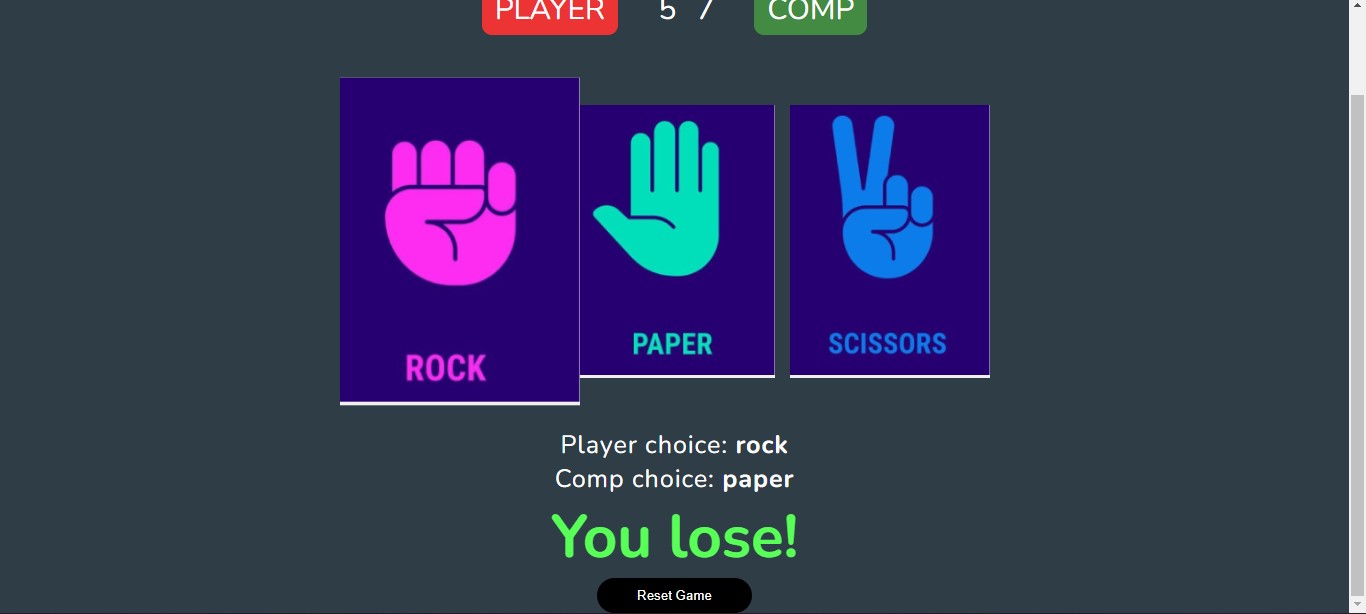 PLAYER 5 7 COMP
ROCK
PAPER
SCISSORS
Player choice: rock
Comp choice: paper
You lose!
Reset Game